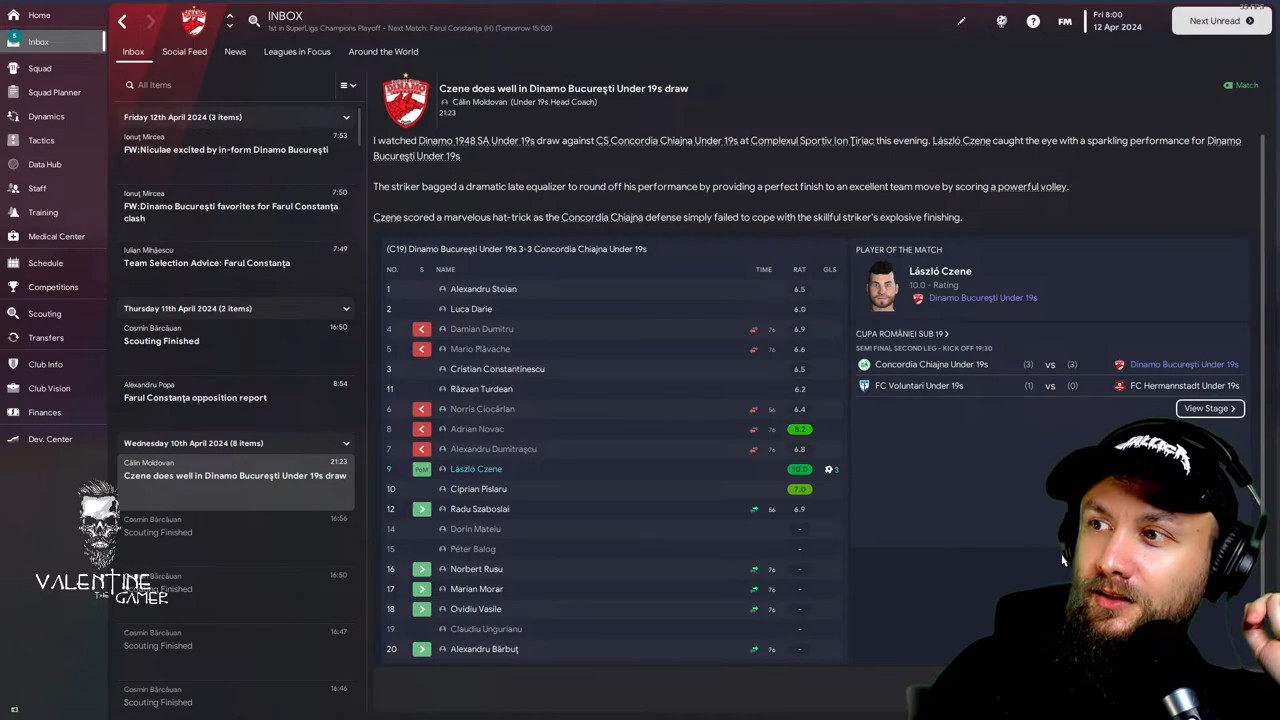 Home
Inbox
5
Squad
Squad Planner
Dynamics
Tactics
Data Hub
Staff
Training
Medical Center
Schedule
Competitions
Scouting
Transfers
Club Info
Club Vision
Finances
Dev. Center
INBOX
1st in SuperLiga Champions Playoff - Next Match: Farul Constanța (H) (Tomorrow 15:00)
FM
Fri 8:00
12 Apr 2024
Next Unread
Inbox
Social Feed
News
Leagues in Focus
Around the World
All Items
Friday 12th April 2024 (3 items)
Ionuț Mircea 7:53
FW:Niculae excited by in-form Dinamo București
Ionuț Mircea 7:50
FW:Dinamo București favorites for Farul Constanța
clash
Iulian Mihăescu 7:49
Team Selection Advice: Farul Constanța
Thursday 11th April 2024 (2 items)
Cosmin Bărcăuan 16:50
Scouting Finished
Alexandru Popa 8:54
Farul Constanța opposition report
Wednesday 10th April 2024 (8 items)
Călin Moldovan 21:23
Czene does well in Dinamo București Under 19s draw
Cosmin Bărcăuan 16:56
Scouting Finished
Bărcăuan 16:50
Finished
Cosmin Bărcăuan 16:47
Scouting Finished
Cosmin Bărcăuan 16:46
Scouting Finished
VALENTINE
THE
GAMER
DINAMO
Czene does well in Dinamo București Under 19s draw
Călin Moldovan (Under 19s Head Coach)
21:23
Match
I watched Dinamo 1948 SA Under 19s draw against CS Concordia Chiajna Under 19s at Complexul Sportiv Ion Țiriac this evening. László Czene caught the eye with a sparkling performance for Dinamo
București Under 19s
The striker bagged a dramatic late equalizer to round off his performance by providing a perfect finish to an excellent team move by scoring a powerful volley.
Czene scored a marvelous hat-trick as the Concordia Chiajna defense simply failed to cope with the skillful striker's explosive finishing.
(C19) Dinamo București Under 19s 3-3 Concordia Chiajna Under 19s
NO. S NAME TIME RAT GLS
1 Alexandru Stoian 6.5
2 Luca Darie 6.0
4 Damian Dumitru 76 6.9
5 Mario Plăvache 76 6.6
3 Cristian Constantinescu 6.5
11 Răzvan Turdean 6.2
6 Norris Ciocârlan 56 6.4
8 Adrian Novac 76 8.2
7 Alexandru Dumitrașcu 76 6.8
9 PoM László Czene 10.0 3
10 Ciprian Pîslaru 7.0
12 Radu Szaboslai 56 6.9
14 Dorin Mateiu -
15 Péter Balog -
16 Norbert Rusu 76 -
17 Marian Morar 76 -
18 Ovidiu Vasile 76 -
19 Claudiu Ungurianu -
20 Alexandru Bărbuț 76 -
PLAYER OF THE MATCH
László Czene
10.0 - Rating
Dinamo București Under 19s
CUPA ROMÂNIEI SUB 19
SEMI FINAL SECOND LEG - KICK OFF 19:30
Concordia Chiajna Under 19s (3) vs (3) Dinamo București Under 19s
FC Voluntari Under 19s (1) vs (0) FC Hermannstadt Under 19s
View Stage